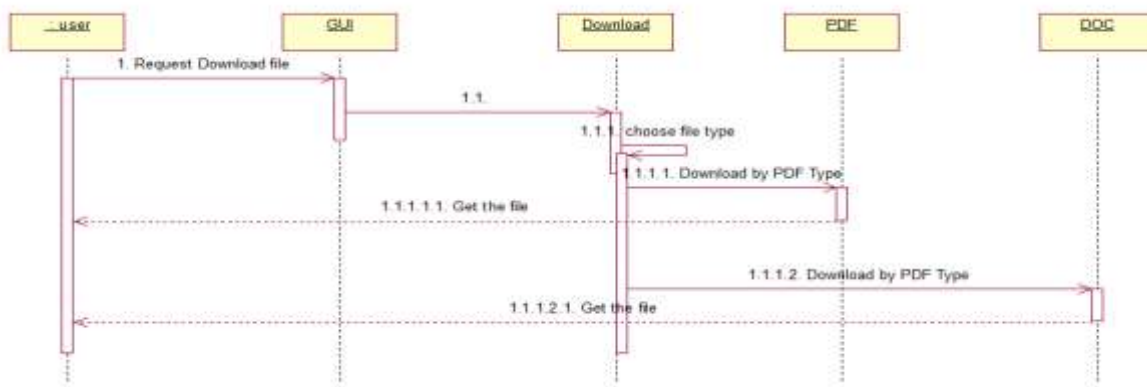 _: user
GUI
Download
PDF
DOC
1. Request Download file
1.1.
1.1.1. choose file type
1.1.1.1. Download by PDF Type
1.1.1.1.1. Get the file
1.1.1.2. Download by PDF Type
1.1.1.2.1. Get the file